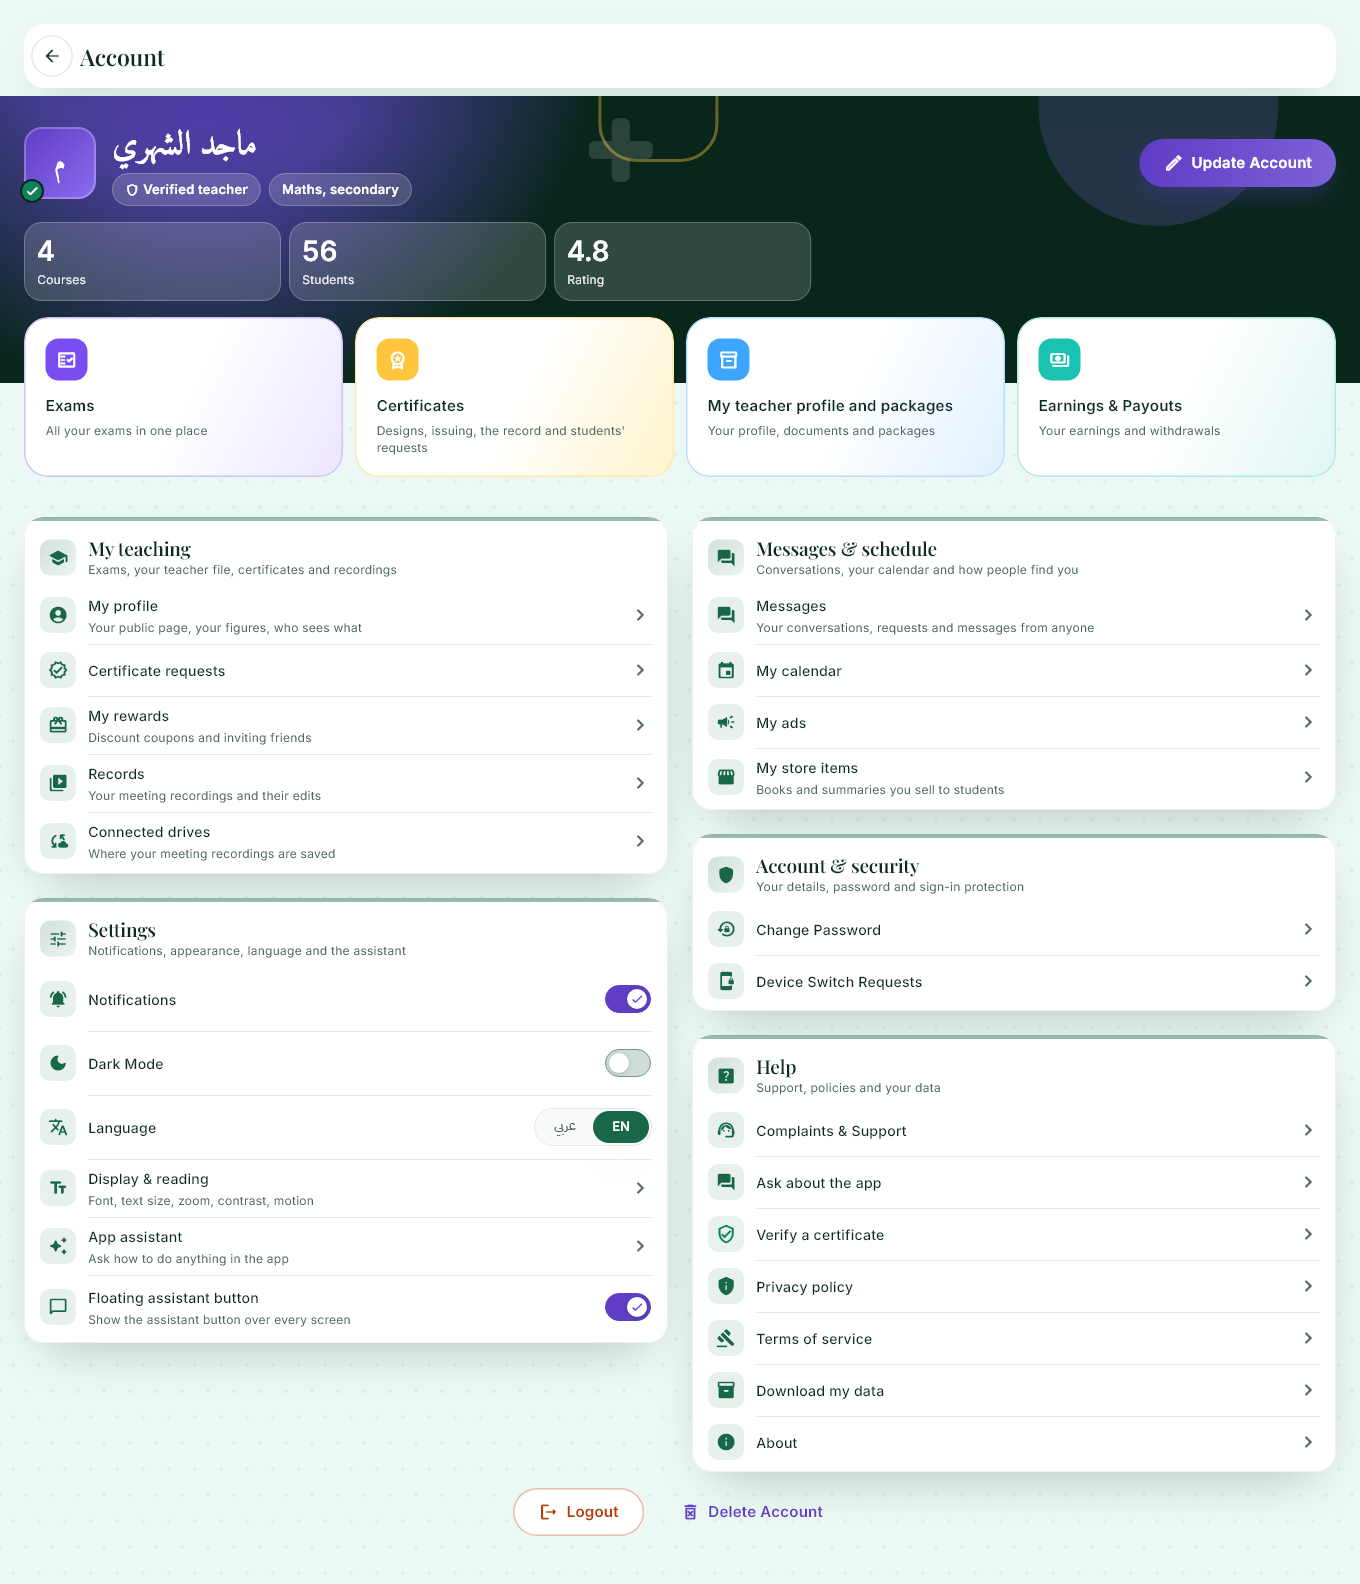 Account
ماجد الشهري
م
Verified teacher
Maths, secondary
Update Account
4
Courses
56
Students
4.8
Rating
Exams
All your exams in one place
Certificates
Designs, issuing, the record and students'
requests
My teacher profile and packages
Your profile, documents and packages
Earnings & Payouts
Your earnings and withdrawals
My teaching
Exams, your teacher file, certificates and recordings
My profile
Your public page, your figures, who sees what
Certificate requests
My rewards
Discount coupons and inviting friends
Records
Your meeting recordings and their edits
Connected drives
Where your meeting recordings are saved
Settings
Notifications, appearance, language and the assistant
Notifications
Dark Mode
Language
عربي
EN
Display & reading
Font, text size, zoom, contrast, motion
App assistant
Ask how to do anything in the app
Floating assistant button
Show the assistant button over every screen
Messages & schedule
Conversations, your calendar and how people find you
Messages
Your conversations, requests and messages from anyone
My calendar
My ads
My store items
Books and summaries you sell to students
Account & security
Your details, password and sign-in protection
Change Password
Device Switch Requests
Help
Support, policies and your data
Complaints & Support
Ask about the app
Verify a certificate
Privacy policy
Terms of service
Download my data
About
Logout
Delete Account